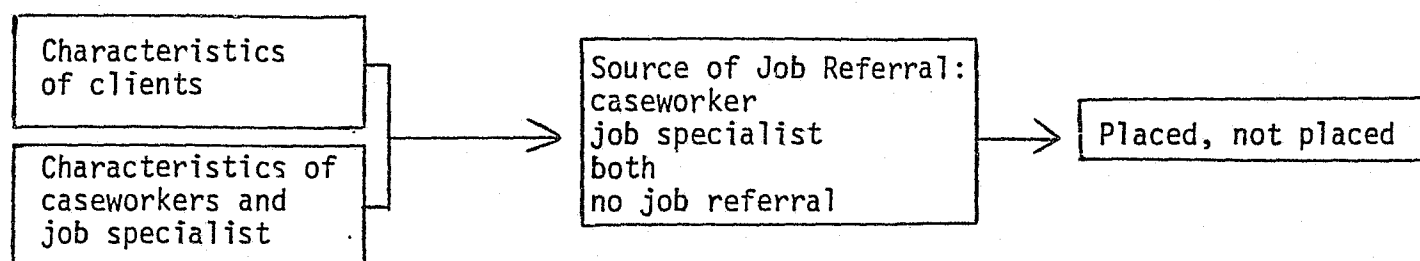 Characteristics
of clients
Characteristics of
caseworkers and
job specialist
Source of Job Referral:
caseworker
job specialist
both
no job referral
Placed, not placed